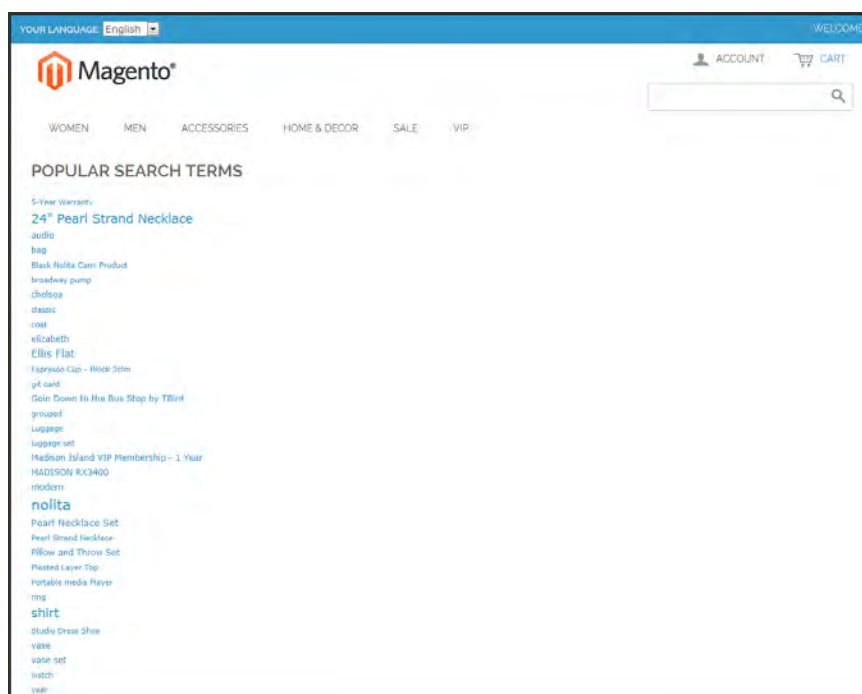 YOUR LANGUAGE English WELCOME
Magento®
ACCOUNT CART
WOMEN MEN ACCESSORIES HOME & DECOR SALE VIP
POPULAR SEARCH TERMS
5-Year Warranty
24" Pearl Strand Necklace
audio
bag
Black Nolita Cami Product
broadway pump
chelsea
classic
coat
elizabeth
Ellis Flat
Espresso Cup - Block 3clm
gift card
Goin Down to the Bus Stop by TBird
grouped
Luggage
luggage set
Madison Island VIP Membership - 1 Year
MADISON RX3400
modern
nolita
Pearl Necklace Set
Pearl Strand Necklace
Pillow and Throw Set
Pleated Layer Top
Portable media Player
ring
shirt
Studio Dress Shoe
vase
vase set
watch
year